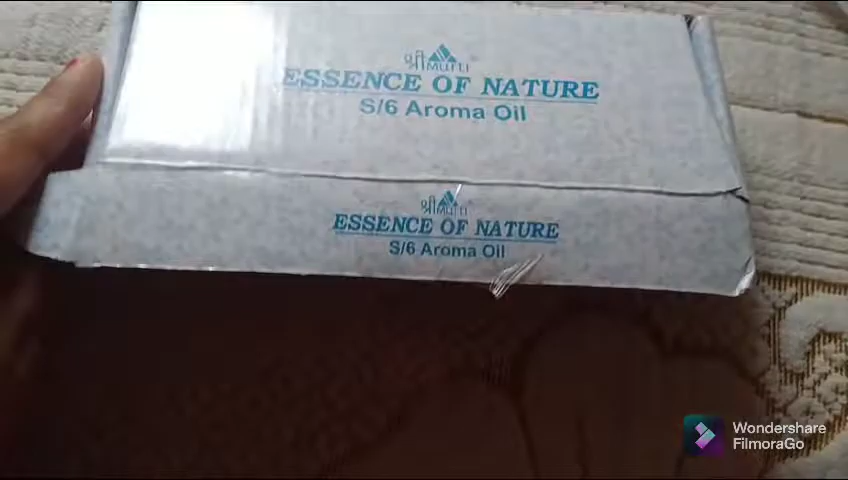 श्री MUFTI
ESSENCE OF NATURE
S/6 Aroma Oil
श्री MUFTI
ESSENCE OF NATURE
S/6 Aroma Oil
Wondershare
FilmoraGo